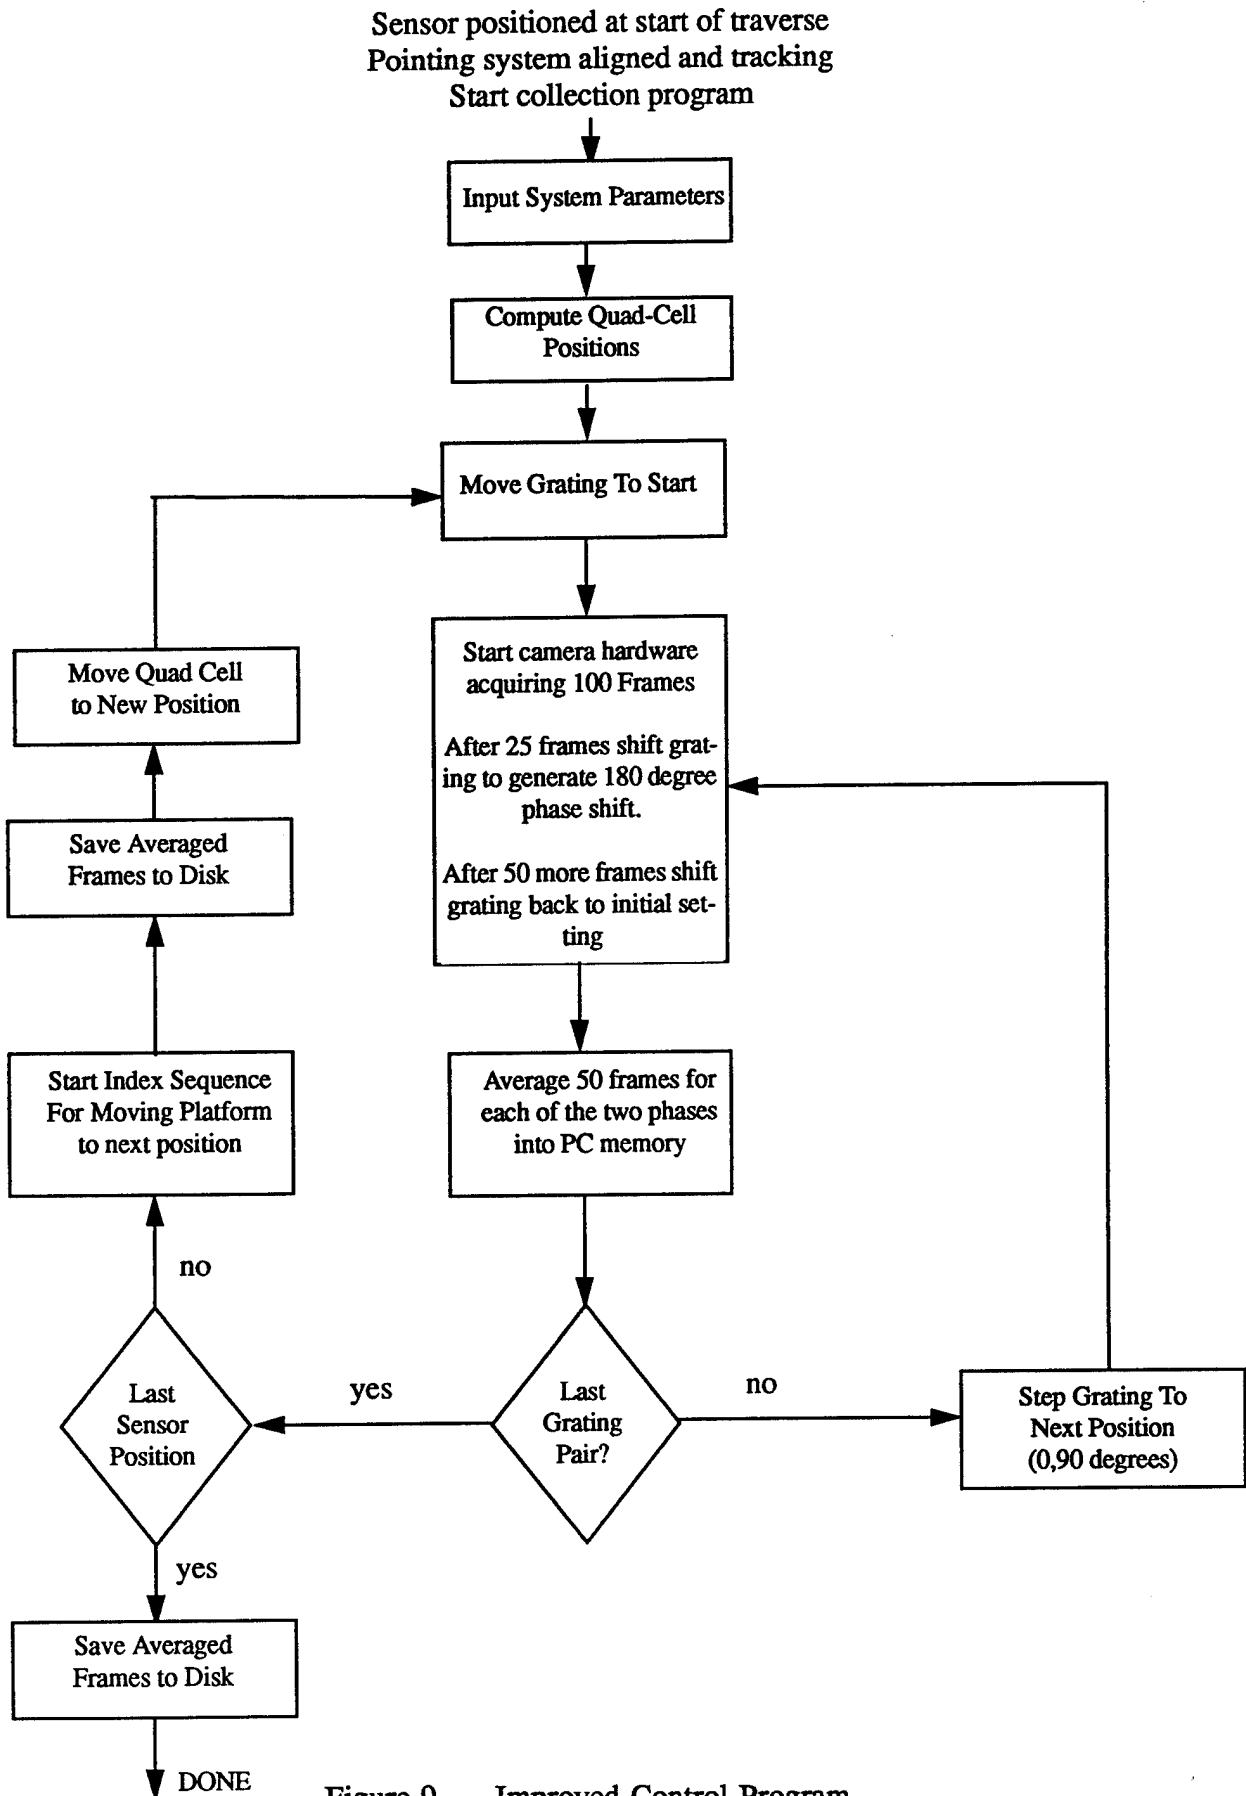 Sensor positioned at start of traverse
Pointing system aligned and tracking
Start collection program
Input System Parameters
Compute Quad-Cell
Positions
Move Grating To Start
Start camera hardware
acquiring 100 Frames
After 25 frames shift grat-
ing to generate 180 degree
phase shift.
After 50 more frames shift
grating back to initial set-
ting
Average 50 frames for
each of the two phases
into PC memory
Last
Grating
Pair?
no
Step Grating To
Next Position
(0,90 degrees)
yes
Last
Sensor
Position
no
Start Index Sequence
For Moving Platform
to next position
Save Averaged
Frames to Disk
Move Quad Cell
to New Position
yes
Save Averaged
Frames to Disk
DONE
Figure 9 Improved Control Program